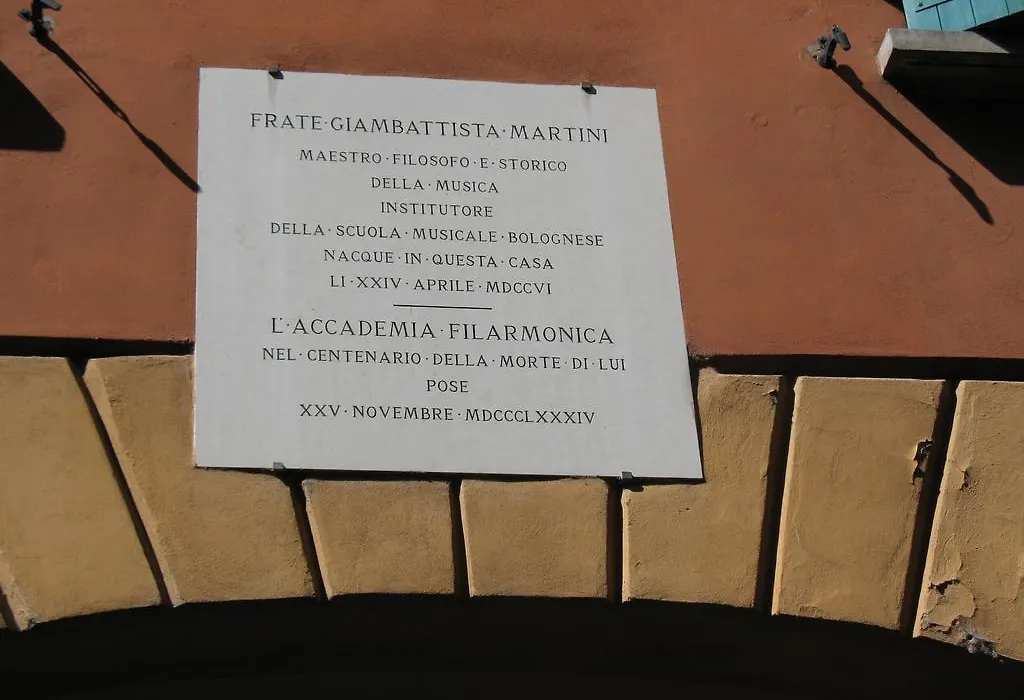 FRATE·GIAMBATTISTA·MARTINI
MAESTRO·FILOSOFO·E·STORICO
DELLA·MUSICA
INSTITUTORE
DELLA·SCUOLA·MUSICALE·BOLOGNESE
NACQUE·IN·QUESTA·CASA
LI·XXIV·APRILE·MDCCVI
L'·ACCADEMIA·FILARMONICA
NEL·CENTENARIO·DELLA·MORTE·DI·LUI
POSE
XXV·NOVEMBRE·MDCCCLXXXIV